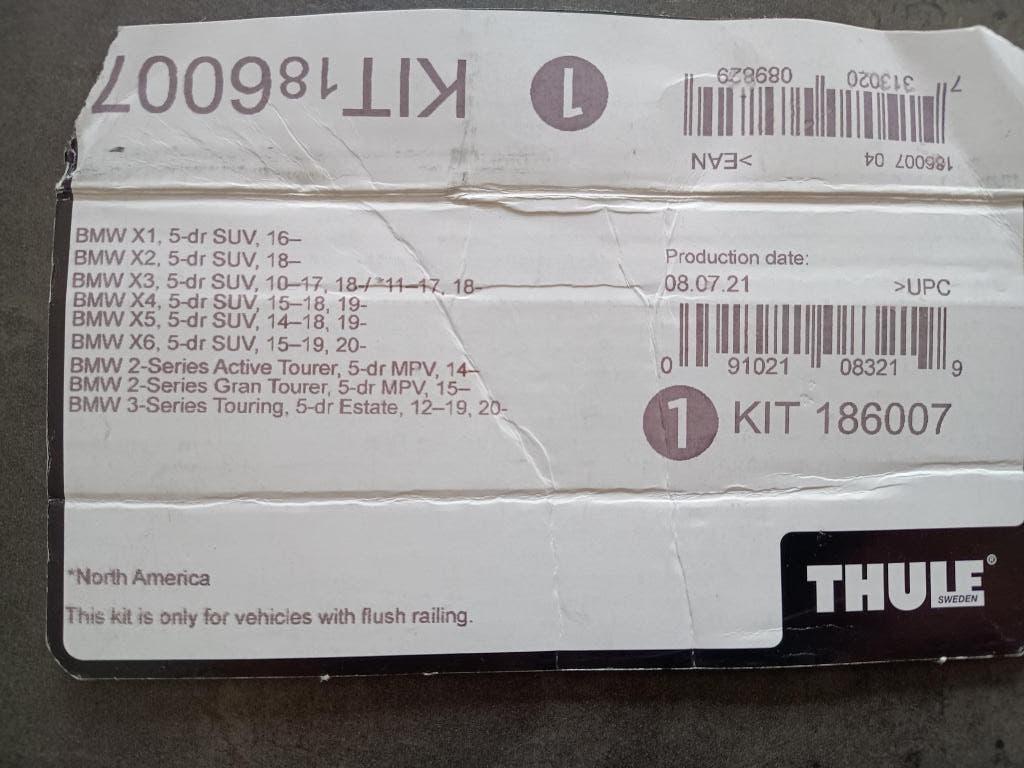 KIT186007
1
7 313020 089829
186007 04 >EAN
BMW X1, 5-dr SUV, 16–
BMW X2, 5-dr SUV, 18–
BMW X3, 5-dr SUV, 10–17, 18-/ *11–17, 18-
BMW X4, 5-dr SUV, 15–18, 19-
BMW X5, 5-dr SUV, 14–18, 19-
BMW X6, 5-dr SUV, 15–19, 20-
BMW 2-Series Active Tourer, 5-dr MPV, 14–
BMW 2-Series Gran Tourer, 5-dr MPV, 15–
BMW 3-Series Touring, 5-dr Estate, 12–19, 20-
Production date:
08.07.21 >UPC
0 91021 08321 9
1 KIT 186007
*North America
This kit is only for vehicles with flush railing.
THULE®
SWEDEN